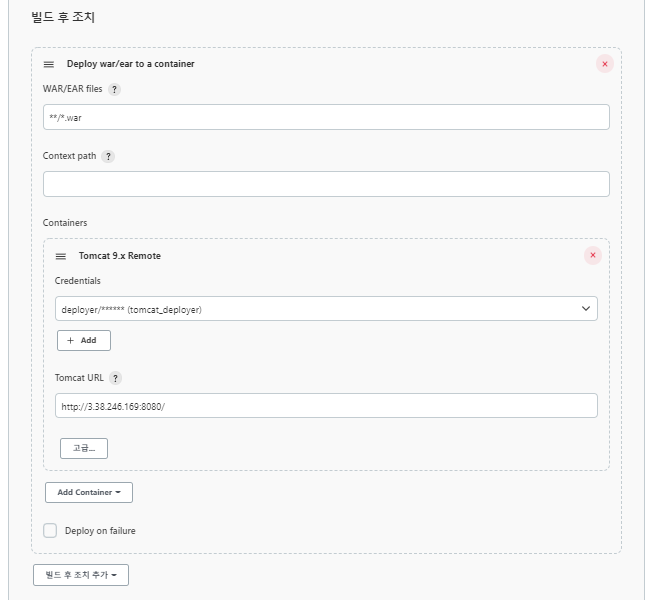 빌드 후 조치
Deploy war/ear to a container
WAR/EAR files ?
**/*.war
Context path ?
Containers
Tomcat 9.x Remote
Credentials
deployer/****** (tomcat_deployer)
+ Add
Tomcat URL ?
http://3.38.246.169:8080/
고급...
Add Container
Deploy on failure
빌드 후 조치 추가